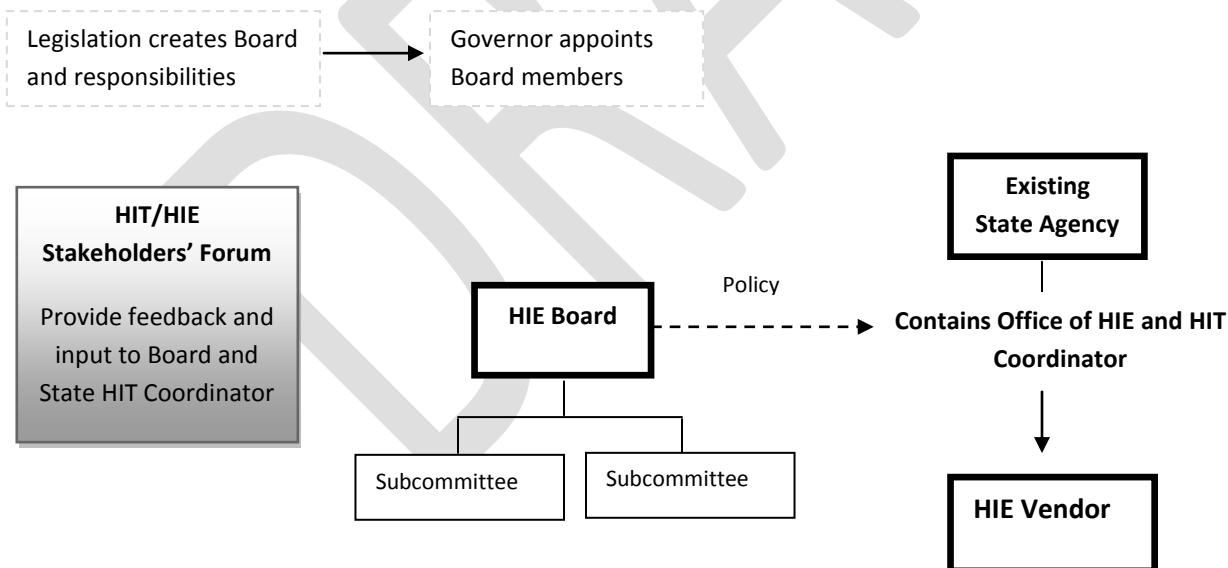 Legislation creates Board
and responsibilities
Governor appoints
Board members
HIT/HIE
Stakeholders’ Forum
Provide feedback and
input to Board and
State HIT Coordinator
HIE Board
Policy
Existing
State Agency
Contains Office of HIE and HIT
Coordinator
Subcommittee
Subcommittee
HIE Vendor